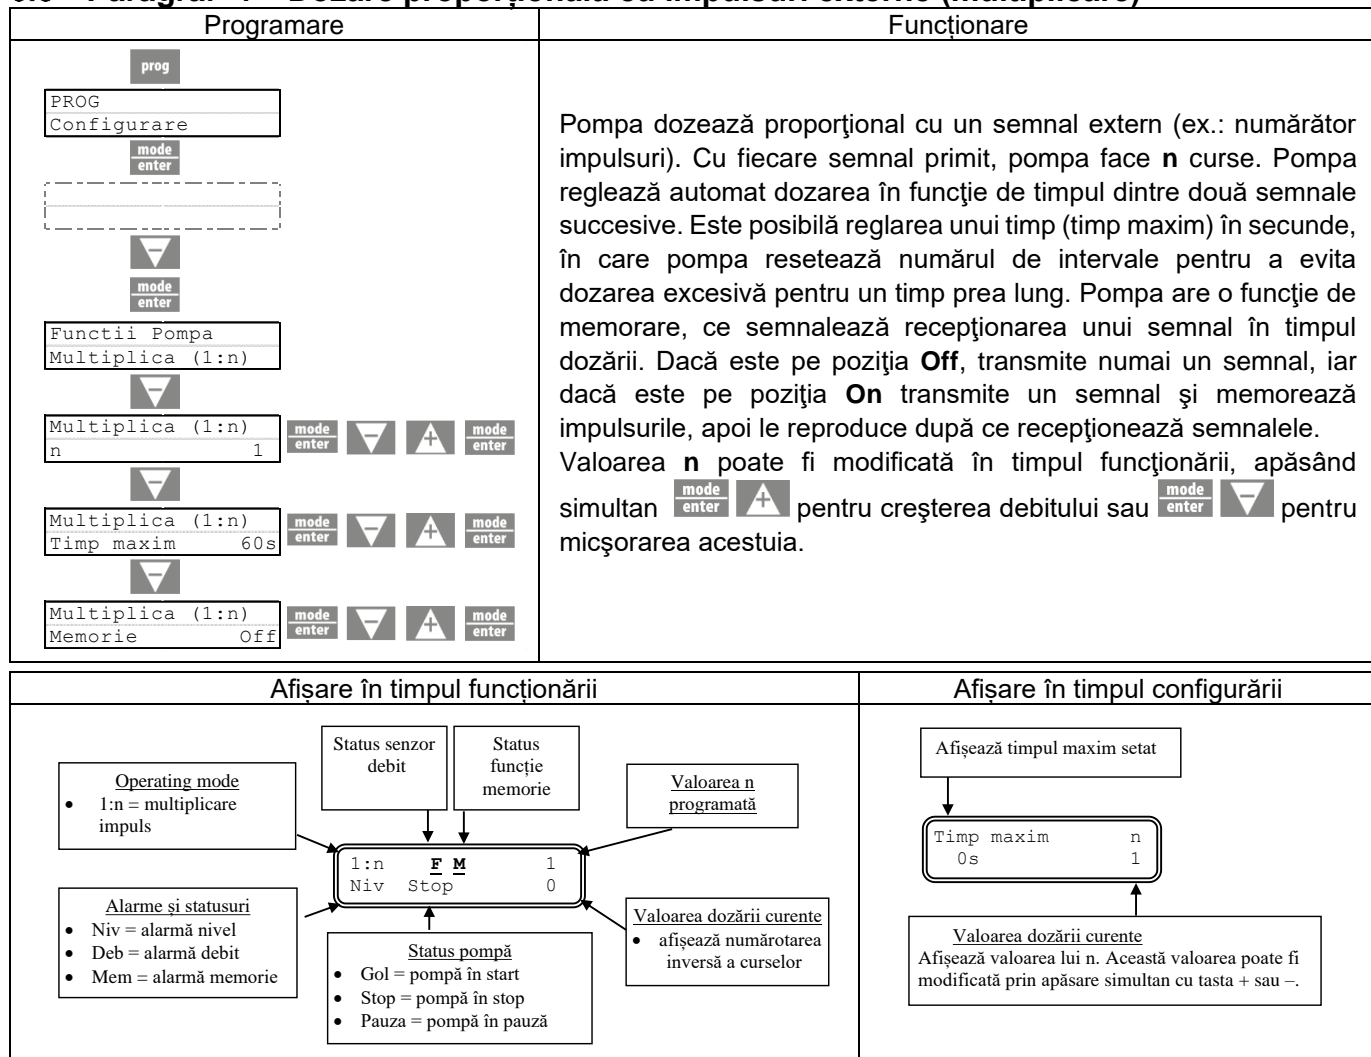 Programare
Funcționare
prog
PROG
Configurare
mode
enter
mode
enter
Functii Pompa
Multiplica (1:n)
Multiplica (1:n)
n 1
mode
enter
mode
enter
Multiplica (1:n)
Timp maxim 60s
mode
enter
mode
enter
Multiplica (1:n)
Memorie Off
mode
enter
mode
enter
Pompa dozează proporţional cu un semnal extern (ex.: numărător
impulsuri). Cu fiecare semnal primit, pompa face n curse. Pompa
reglează automat dozarea în funcţie de timpul dintre două semnale
succesive. Este posibilă reglarea unui timp (timp maxim) în secunde,
în care pompa resetează numărul de intervale pentru a evita
dozarea excesivă pentru un timp prea lung. Pompa are o funcţie de
memorare, ce semnalează recepţionarea unui semnal în timpul
dozării. Dacă este pe poziţia Off, transmite numai un semnal, iar
dacă este pe poziţia On transmite un semnal şi memorează
impulsurile, apoi le reproduce după ce recepţionează semnalele.
Valoarea n poate fi modificată în timpul funcţionării, apăsând
simultan mode enter + pentru creşterea debitului sau mode enter − pentru
micşorarea acestuia.
Afișare în timpul funcționării
Afișare în timpul configurării
Operating mode
• 1:n = multiplicare
impuls
Status senzor
debit
Status
funcție
memorie
Valoarea n
programată
1:n F M 1
Niv Stop 0
Alarme și statusuri
• Niv = alarmă nivel
• Deb = alarmă debit
• Mem = alarmă memorie
Status pompă
• Gol = pompă în start
• Stop = pompă în stop
• Pauza = pompă în pauză
Valoarea dozării curente
• afișează numărotarea
inversă a curselor
Afișează timpul maxim setat
Timp maxim n
0s 1
Valoarea dozării curente
Afișează valoarea lui n. Această valoarea poate fi
modificată prin apăsare simultan cu tasta + sau –.